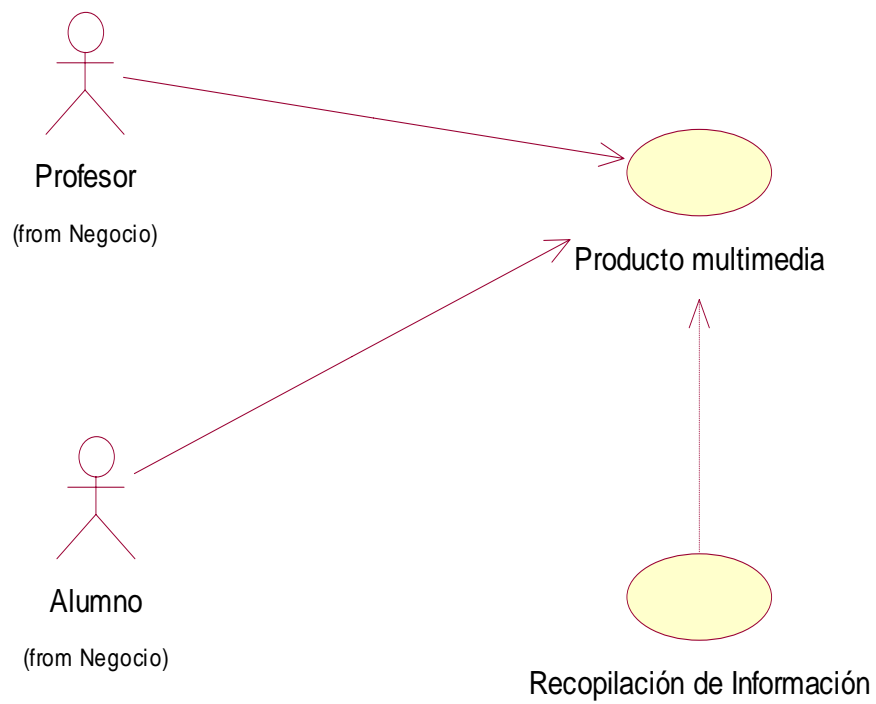 Profesor
(from Negocio)
Producto multimedia
Alumno
(from Negocio)
Recopilación de Información